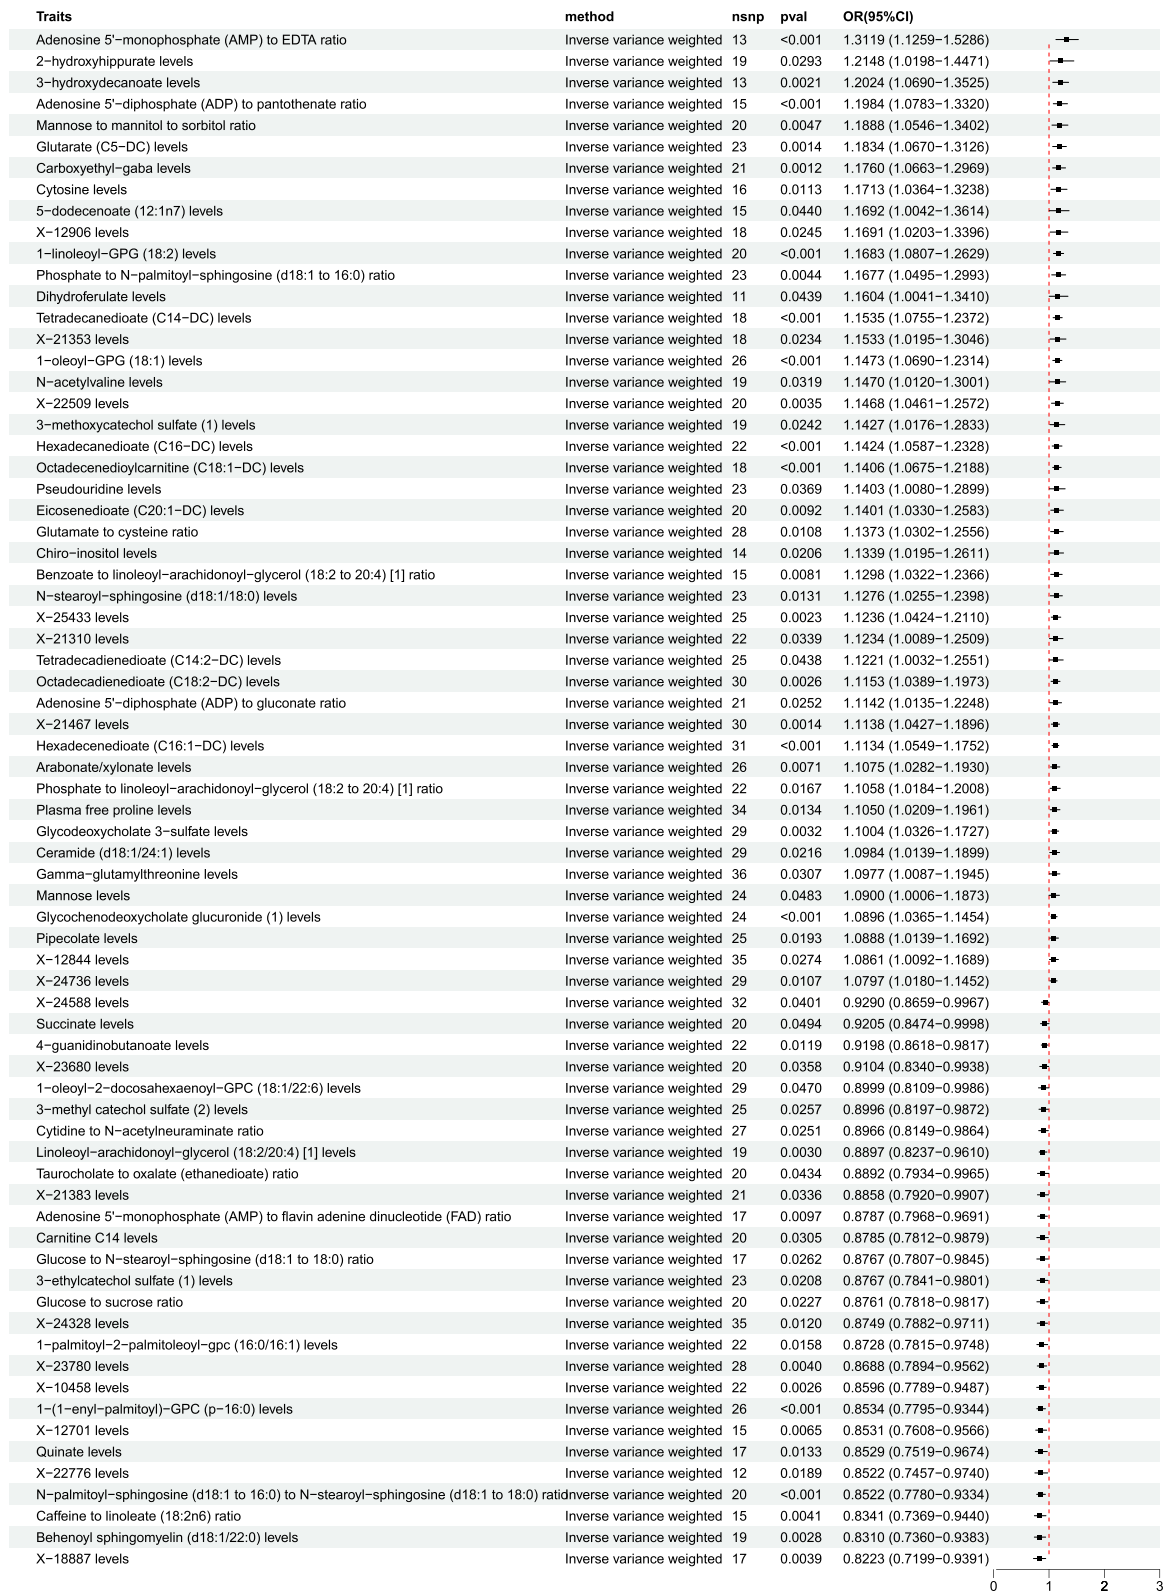 Traits method nsnp pval OR(95%CI)
Adenosine 5'−monophosphate (AMP) to EDTA ratio Inverse variance weighted 13 <0.001 1.3119 (1.1259−1.5286)
2−hydroxyhippurate levels Inverse variance weighted 19 0.0293 1.2148 (1.0198−1.4471)
3−hydroxydecanoate levels Inverse variance weighted 13 0.0021 1.2024 (1.0690−1.3525)
Adenosine 5'−diphosphate (ADP) to pantothenate ratio Inverse variance weighted 15 <0.001 1.1984 (1.0783−1.3320)
Mannose to mannitol to sorbitol ratio Inverse variance weighted 20 0.0047 1.1888 (1.0546−1.3402)
Glutarate (C5−DC) levels Inverse variance weighted 23 0.0014 1.1834 (1.0670−1.3126)
Carboxyethyl−gaba levels Inverse variance weighted 21 0.0012 1.1760 (1.0663−1.2969)
Cytosine levels Inverse variance weighted 16 0.0113 1.1713 (1.0364−1.3238)
5−dodecenoate (12:1n7) levels Inverse variance weighted 15 0.0440 1.1692 (1.0042−1.3614)
X−12906 levels Inverse variance weighted 18 0.0245 1.1691 (1.0203−1.3396)
1−linoleoyl−GPG (18:2) levels Inverse variance weighted 20 <0.001 1.1683 (1.0807−1.2629)
Phosphate to N−palmitoyl−sphingosine (d18:1 to 16:0) ratio Inverse variance weighted 23 0.0044 1.1677 (1.0495−1.2993)
Dihydroferulate levels Inverse variance weighted 11 0.0439 1.1604 (1.0041−1.3410)
Tetradecanedioate (C14−DC) levels Inverse variance weighted 18 <0.001 1.1535 (1.0755−1.2372)
X−21353 levels Inverse variance weighted 18 0.0234 1.1533 (1.0195−1.3046)
1−oleoyl−GPG (18:1) levels Inverse variance weighted 26 <0.001 1.1473 (1.0690−1.2314)
N−acetylvaline levels Inverse variance weighted 19 0.0319 1.1470 (1.0120−1.3001)
X−22509 levels Inverse variance weighted 20 0.0035 1.1468 (1.0461−1.2572)
3−methoxycatechol sulfate (1) levels Inverse variance weighted 19 0.0242 1.1427 (1.0176−1.2833)
Hexadecanedioate (C16−DC) levels Inverse variance weighted 22 <0.001 1.1424 (1.0587−1.2328)
Octadecenedioylcarnitine (C18:1−DC) levels Inverse variance weighted 18 <0.001 1.1406 (1.0675−1.2188)
Pseudouridine levels Inverse variance weighted 23 0.0369 1.1403 (1.0080−1.2899)
Eicosenedioate (C20:1−DC) levels Inverse variance weighted 20 0.0092 1.1401 (1.0330−1.2583)
Glutamate to cysteine ratio Inverse variance weighted 28 0.0108 1.1373 (1.0302−1.2556)
Chiro−inositol levels Inverse variance weighted 14 0.0206 1.1339 (1.0195−1.2611)
Benzoate to linoleoyl−arachidonoyl−glycerol (18:2 to 20:4) [1] ratio Inverse variance weighted 15 0.0081 1.1298 (1.0322−1.2366)
N−stearoyl−sphingosine (d18:1/18:0) levels Inverse variance weighted 23 0.0131 1.1276 (1.0255−1.2398)
X−25433 levels Inverse variance weighted 25 0.0023 1.1236 (1.0424−1.2110)
X−21310 levels Inverse variance weighted 22 0.0339 1.1234 (1.0089−1.2509)
Tetradecadienedioate (C14:2−DC) levels Inverse variance weighted 25 0.0438 1.1221 (1.0032−1.2551)
Octadecadienedioate (C18:2−DC) levels Inverse variance weighted 30 0.0026 1.1153 (1.0389−1.1973)
Adenosine 5'−diphosphate (ADP) to gluconate ratio Inverse variance weighted 21 0.0252 1.1142 (1.0135−1.2248)
X−21467 levels Inverse variance weighted 30 0.0014 1.1138 (1.0427−1.1896)
Hexadecenedioate (C16:1−DC) levels Inverse variance weighted 31 <0.001 1.1134 (1.0549−1.1752)
Arabonate/xylonate levels Inverse variance weighted 26 0.0071 1.1075 (1.0282−1.1930)
Phosphate to linoleoyl−arachidonoyl−glycerol (18:2 to 20:4) [1] ratio Inverse variance weighted 22 0.0167 1.1058 (1.0184−1.2008)
Plasma free proline levels Inverse variance weighted 34 0.0134 1.1050 (1.0209−1.1961)
Glycodeoxycholate 3−sulfate levels Inverse variance weighted 29 0.0032 1.1004 (1.0326−1.1727)
Ceramide (d18:1/24:1) levels Inverse variance weighted 29 0.0216 1.0984 (1.0139−1.1899)
Gamma−glutamylthreonine levels Inverse variance weighted 36 0.0307 1.0977 (1.0087−1.1945)
Mannose levels Inverse variance weighted 24 0.0483 1.0900 (1.0006−1.1873)
Glycochenodeoxycholate glucuronide (1) levels Inverse variance weighted 24 <0.001 1.0896 (1.0365−1.1454)
Pipecolate levels Inverse variance weighted 25 0.0193 1.0888 (1.0139−1.1692)
X−12844 levels Inverse variance weighted 35 0.0274 1.0861 (1.0092−1.1689)
X−24736 levels Inverse variance weighted 29 0.0107 1.0797 (1.0180−1.1452)
X−24588 levels Inverse variance weighted 32 0.0401 0.9290 (0.8659−0.9967)
Succinate levels Inverse variance weighted 20 0.0494 0.9205 (0.8474−0.9998)
4−guanidinobutanoate levels Inverse variance weighted 22 0.0119 0.9198 (0.8618−0.9817)
X−23680 levels Inverse variance weighted 20 0.0358 0.9104 (0.8340−0.9938)
1−oleoyl−2−docosahexaenoyl−GPC (18:1/22:6) levels Inverse variance weighted 29 0.0470 0.8999 (0.8109−0.9986)
3−methyl catechol sulfate (2) levels Inverse variance weighted 25 0.0257 0.8996 (0.8197−0.9872)
Cytidine to N−acetylneuraminate ratio Inverse variance weighted 27 0.0251 0.8966 (0.8149−0.9864)
Linoleoyl−arachidonoyl−glycerol (18:2/20:4) [1] levels Inverse variance weighted 19 0.0030 0.8897 (0.8237−0.9610)
Taurocholate to oxalate (ethanedioate) ratio Inverse variance weighted 20 0.0434 0.8892 (0.7934−0.9965)
X−21383 levels Inverse variance weighted 21 0.0336 0.8858 (0.7920−0.9907)
Adenosine 5'−monophosphate (AMP) to flavin adenine dinucleotide (FAD) ratio Inverse variance weighted 17 0.0097 0.8787 (0.7968−0.9691)
Carnitine C14 levels Inverse variance weighted 20 0.0305 0.8785 (0.7812−0.9879)
Glucose to N−stearoyl−sphingosine (d18:1 to 18:0) ratio Inverse variance weighted 17 0.0262 0.8767 (0.7807−0.9845)
3−ethylcatechol sulfate (1) levels Inverse variance weighted 23 0.0208 0.8767 (0.7841−0.9801)
Glucose to sucrose ratio Inverse variance weighted 20 0.0227 0.8761 (0.7818−0.9817)
X−24328 levels Inverse variance weighted 35 0.0120 0.8749 (0.7882−0.9711)
1−palmitoyl−2−palmitoleoyl−gpc (16:0/16:1) levels Inverse variance weighted 22 0.0158 0.8728 (0.7815−0.9748)
X−23780 levels Inverse variance weighted 28 0.0040 0.8688 (0.7894−0.9562)
X−10458 levels Inverse variance weighted 22 0.0026 0.8596 (0.7789−0.9487)
1−(1−enyl−palmitoyl)−GPC (p−16:0) levels Inverse variance weighted 26 <0.001 0.8534 (0.7795−0.9344)
X−12701 levels Inverse variance weighted 15 0.0065 0.8531 (0.7608−0.9566)
Quinate levels Inverse variance weighted 17 0.0133 0.8529 (0.7519−0.9674)
X−22776 levels Inverse variance weighted 12 0.0189 0.8522 (0.7457−0.9740)
N−palmitoyl−sphingosine (d18:1 to 16:0) to N−stearoyl−sphingosine (d18:1 to 18:0) ratio Inverse variance weighted 20 <0.001 0.8522 (0.7780−0.9334)
Caffeine to linoleate (18:2n6) ratio Inverse variance weighted 15 0.0041 0.8341 (0.7369−0.9440)
Behenoyl sphingomyelin (d18:1/22:0) levels Inverse variance weighted 19 0.0028 0.8310 (0.7360−0.9383)
X−18887 levels Inverse variance weighted 17 0.0039 0.8223 (0.7199−0.9391)
0 1 2 3